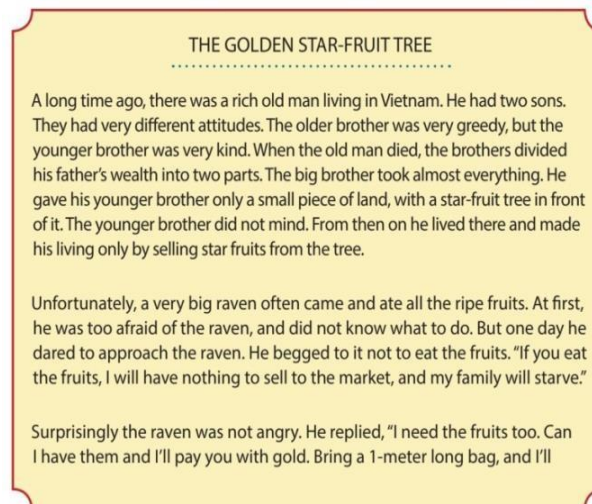 THE GOLDEN STAR-FRUIT TREE
A long time ago, there was a rich old man living in Vietnam. He had two sons.
They had very different attitudes. The older brother was very greedy, but the
younger brother was very kind. When the old man died, the brothers divided
his father's wealth into two parts. The big brother took almost everything. He
gave his younger brother only a small piece of land, with a star-fruit tree in front
of it. The younger brother did not mind. From then on he lived there and made
his living only by selling star fruits from the tree.
Unfortunately, a very big raven often came and ate all the ripe fruits. At first,
he was too afraid of the raven, and did not know what to do. But one day he
dared to approach the raven. He begged to it not to eat the fruits. "If you eat
the fruits, I will have nothing to sell to the market, and my family will starve."
Surprisingly the raven was not angry. He replied, "I need the fruits too. Can
I have them and I'll pay you with gold. Bring a 1-meter long bag, and I'll